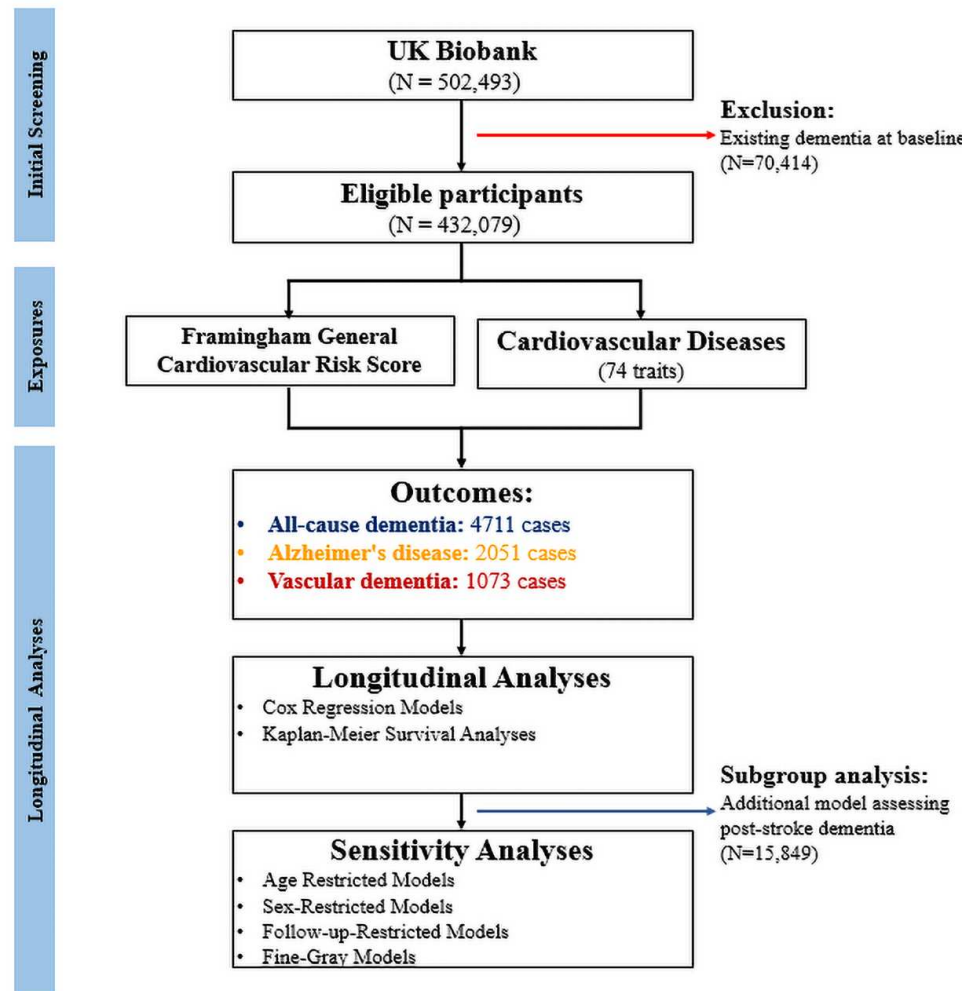 Initial Screening
UK Biobank
(N = 502,493)
Exclusion:
Existing dementia at baseline
(N=70,414)
Eligible participants
(N = 432,079)
Exposures
Framingham General
Cardiovascular Risk Score
Cardiovascular Diseases
(74 traits)
Longitudinal Analyses
Outcomes:
• All-cause dementia: 4711 cases
• Alzheimer's disease: 2051 cases
• Vascular dementia: 1073 cases
Longitudinal Analyses
• Cox Regression Models
• Kaplan-Meier Survival Analyses
Subgroup analysis:
Additional model assessing
post-stroke dementia
(N=15,849)
Sensitivity Analyses
• Age Restricted Models
• Sex-Restricted Models
• Follow-up-Restricted Models
• Fine-Gray Models